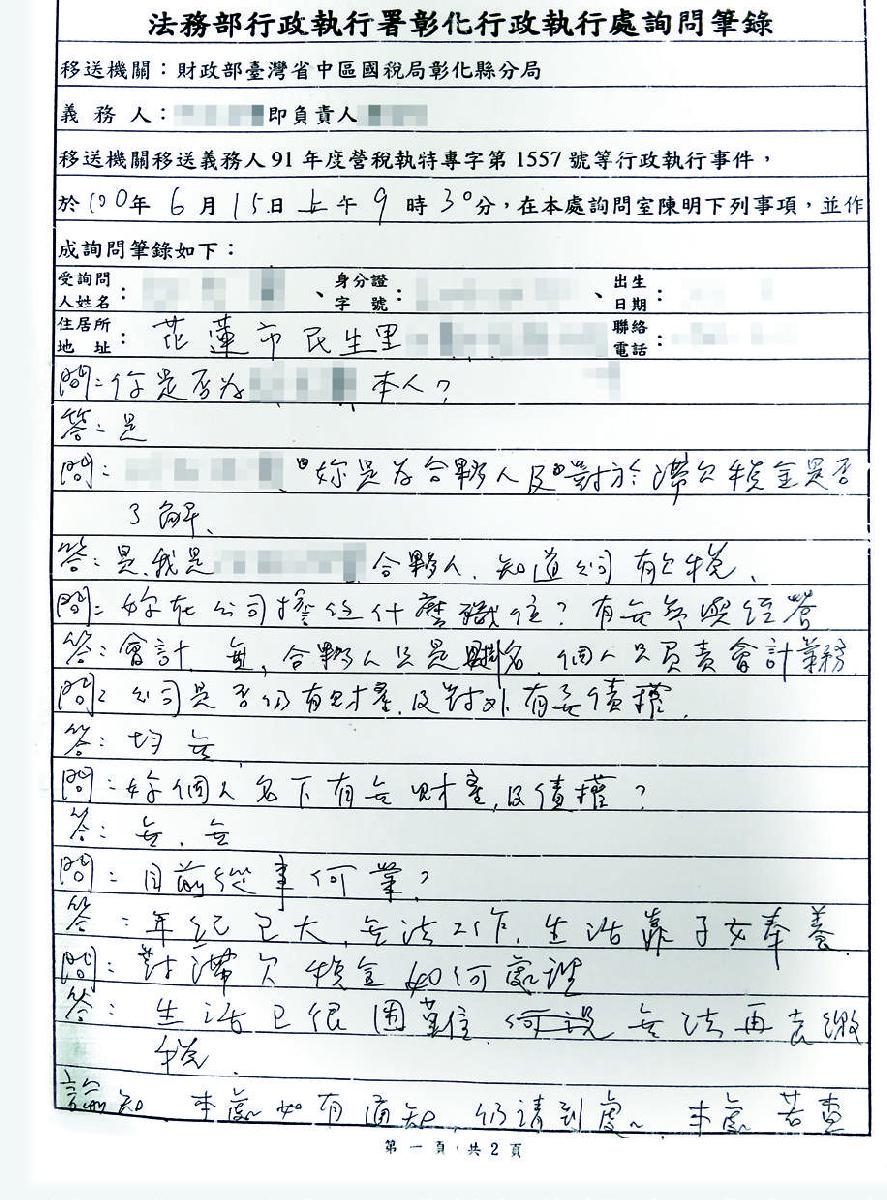 法務部行政執行署彰化行政執行處詢問筆錄
移送機關：財政部臺灣省中區國稅局彰化縣分局
義務人：即負責人
移送機關移送義務人91年度營稅執特專字第1557號等行政執行事件，
於100年6月15日上午9時30分，在本處詢問室陳明下列事項，並作
成詢問筆錄如下：
受詢問人姓名：、身分證字號：、出生日期：
住居所地址：花蓮市民生里 聯絡電話：
問：你是否為 本人？
答：是
問： 妳是否合夥人及對於滯欠稅金是否
了解、
答：是、我是 合夥人、知道公司有欠稅、
問：妳在公司擔任什麼職位？有無參與經營
答：會計、無，合夥人只是掛名、個人只負責會計業務
問：公司是否仍有財產、及對外有無債權、
答：均無
問：妳個人名下有無財產、及債權？
答：無、無
問：目前從事何業？
答：年紀已大、無法工作、生活靠子女奉養
問：對滯欠稅金如何處理
答：生活已很困難 無法再去繳
稅、
諭知 本處如有通知、仍請到處、本處若查
第一頁，共2頁